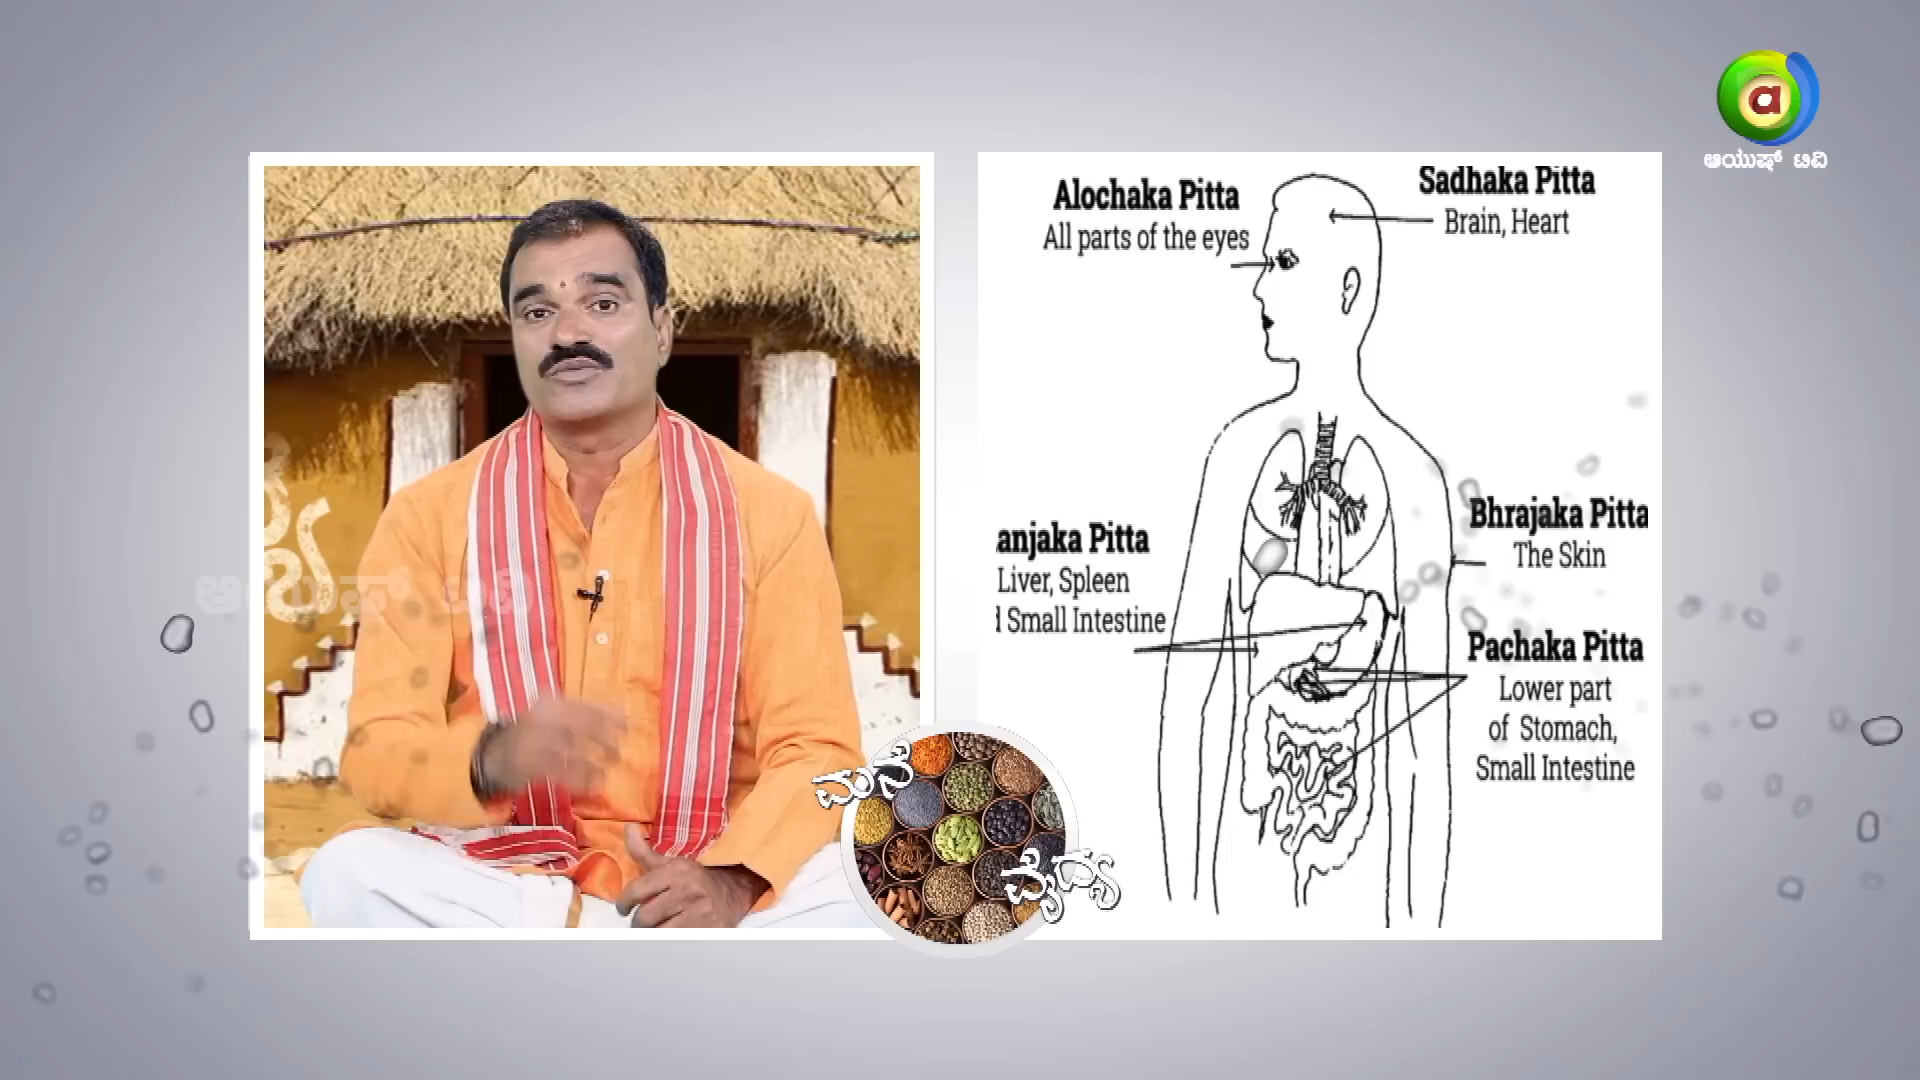 ಆಯುಷ್ ಟಿವಿ
Alochaka Pitta
All parts of the eyes
Sadhaka Pitta
Brain, Heart
anjaka Pitta
Liver, Spleen
d Small Intestine
Bhrajaka Pitta
The Skin
Pachaka Pitta
Lower part
of Stomach,
Small Intestine
ಆಯುಷ್ ಟಿವಿ
ಮನೆ
ವೈದ್ಯ